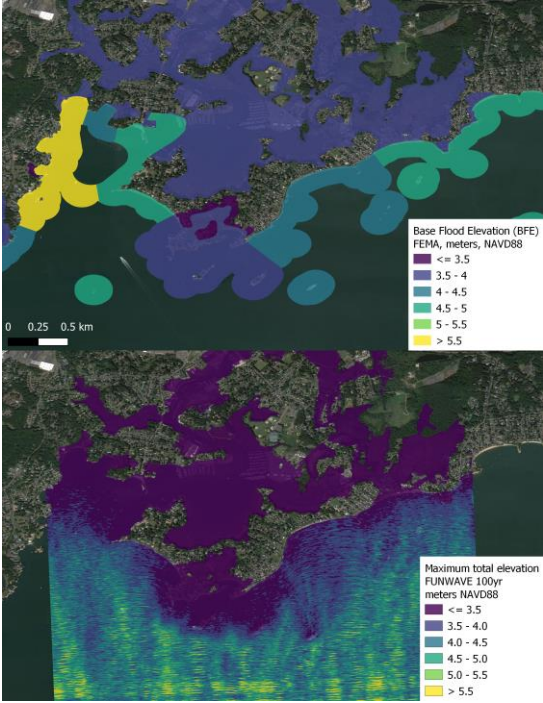 Base Flood Elevation (BFE)
FEMA, meters, NAVD88
<= 3.5
3.5 - 4
4 - 4.5
4.5 - 5
5 - 5.5
> 5.5
0 0.25 0.5 km
Maximum total elevation
FUNWAVE 100yr
meters NAVD88
<= 3.5
3.5 - 4.0
4.0 - 4.5
4.5 - 5.0
5.0 - 5.5
> 5.5